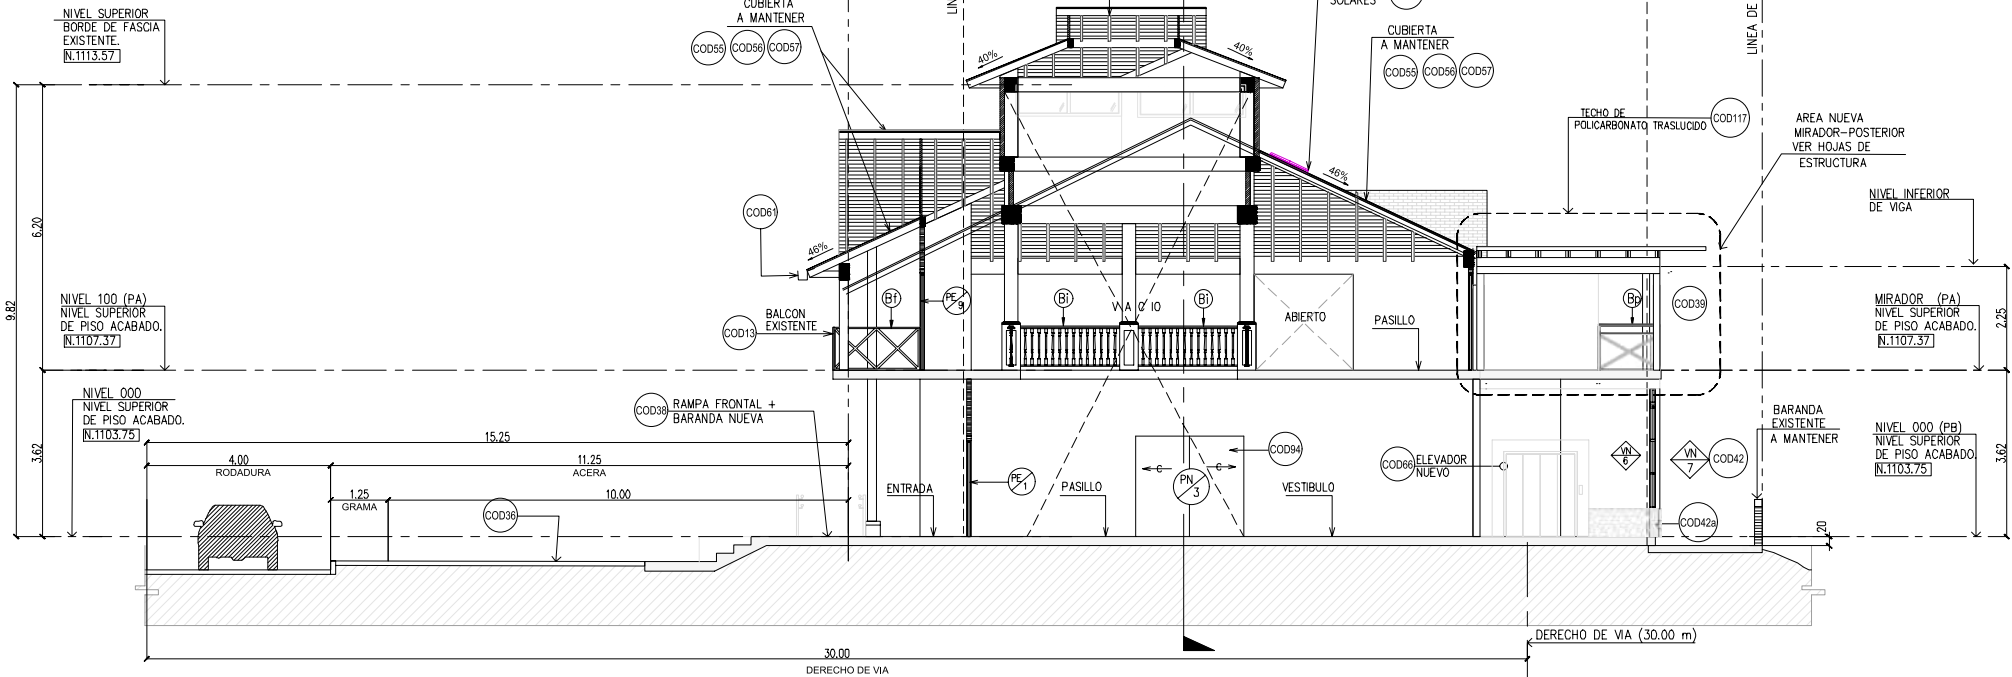 NIVEL SUPERIOR
BORDE DE FASCIA
EXISTENTE.
N.1113.57
CUBIERTA
A MANTENER
COD55 COD56 COD57
SOLARES
CUBIERTA
A MANTENER
COD55 COD56 COD57
LINEA DE
40%
40%
TECHO DE
POLICARBONATO TRASLUCIDO
COD117
AREA NUEVA
MIRADOR-POSTERIOR
VER HOJAS DE
ESTRUCTURA
NIVEL INFERIOR
DE VIGA
COD61
46%
46%
6.20
9.82
NIVEL 100 (PA)
NIVEL SUPERIOR
DE PISO ACABADO.
N.1107.37
COD13
BALCON
EXISTENTE
Bf
PE
9
Bi
V A C IO
Bi
ABIERTO
PASILLO
Bp
COD39
MIRADOR (PA)
NIVEL SUPERIOR
DE PISO ACABADO.
N.1107.37
2.25
NIVEL 000
NIVEL SUPERIOR
DE PISO ACABADO.
N.1103.75
3.62
COD38
RAMPA FRONTAL +
BARANDA NUEVA
15.25
4.00
RODADURA
11.25
ACERA
1.25
GRAMA
10.00
COD36
ENTRADA
PE
1
PASILLO
C
C
COD94
PN
3
VESTIBULO
COD66
ELEVADOR
NUEVO
VN
6
VN
7
COD42
COD42a
BARANDA
EXISTENTE
A MANTENER
NIVEL 000 (PB)
NIVEL SUPERIOR
DE PISO ACABADO.
N.1103.75
3.62
.20
DERECHO DE VIA (30.00 m)
30.00
DERECHO DE VIA